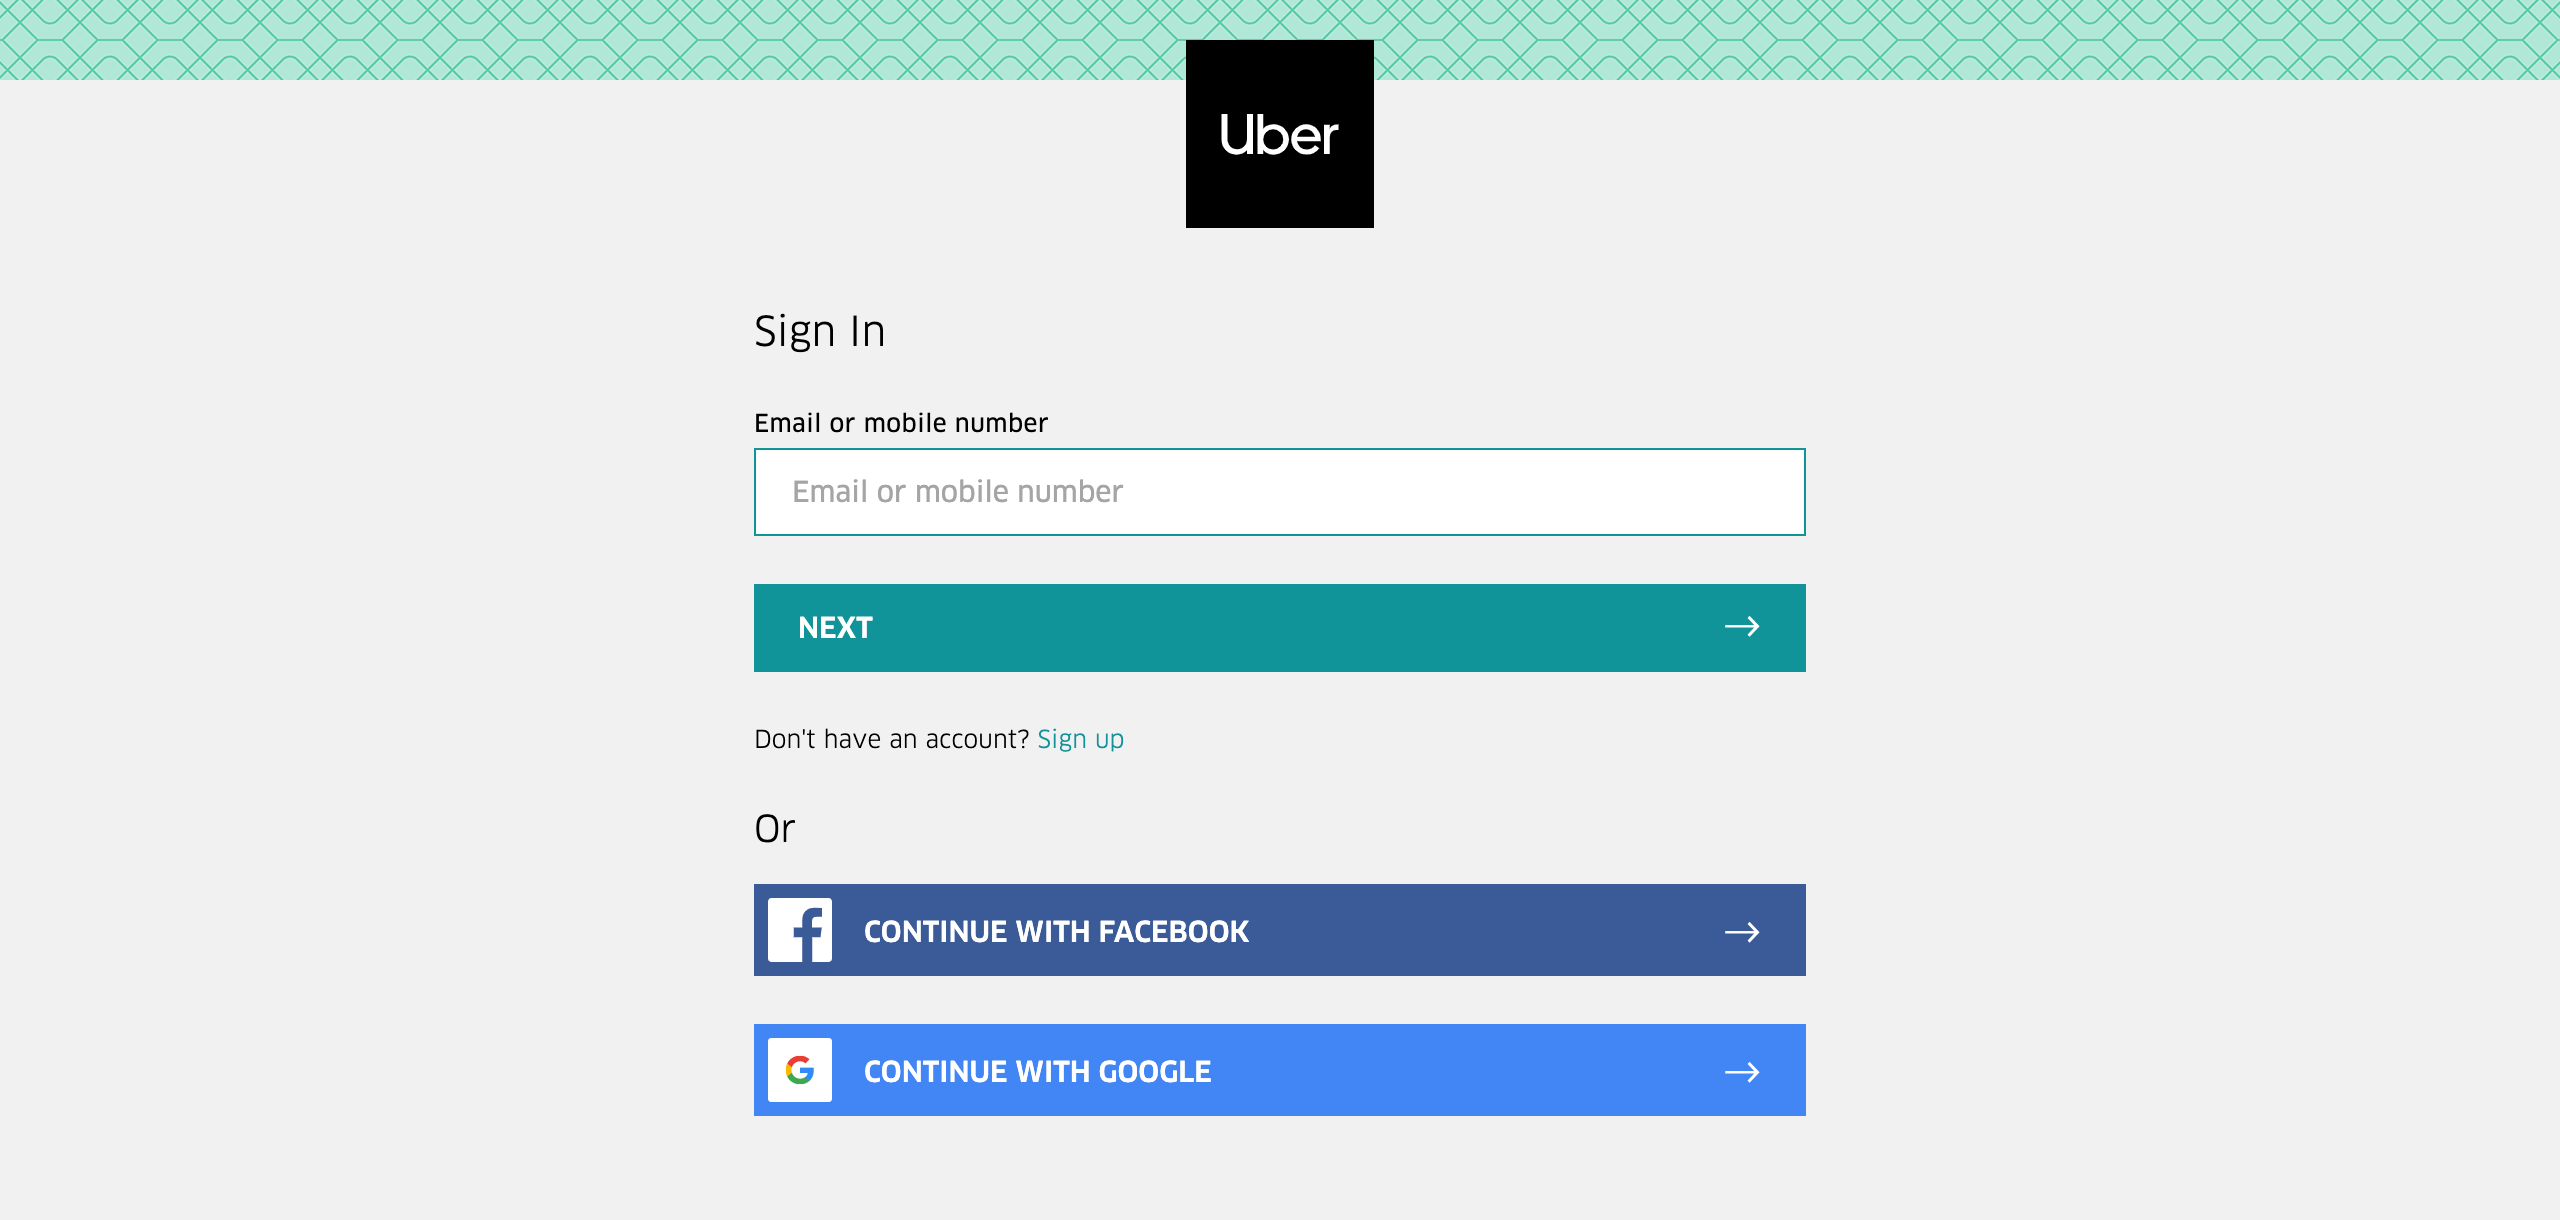 Uber
Sign In
Email or mobile number
Email or mobile number
NEXT
Don't have an account? Sign up
Or
CONTINUE WITH FACEBOOK
CONTINUE WITH GOOGLE